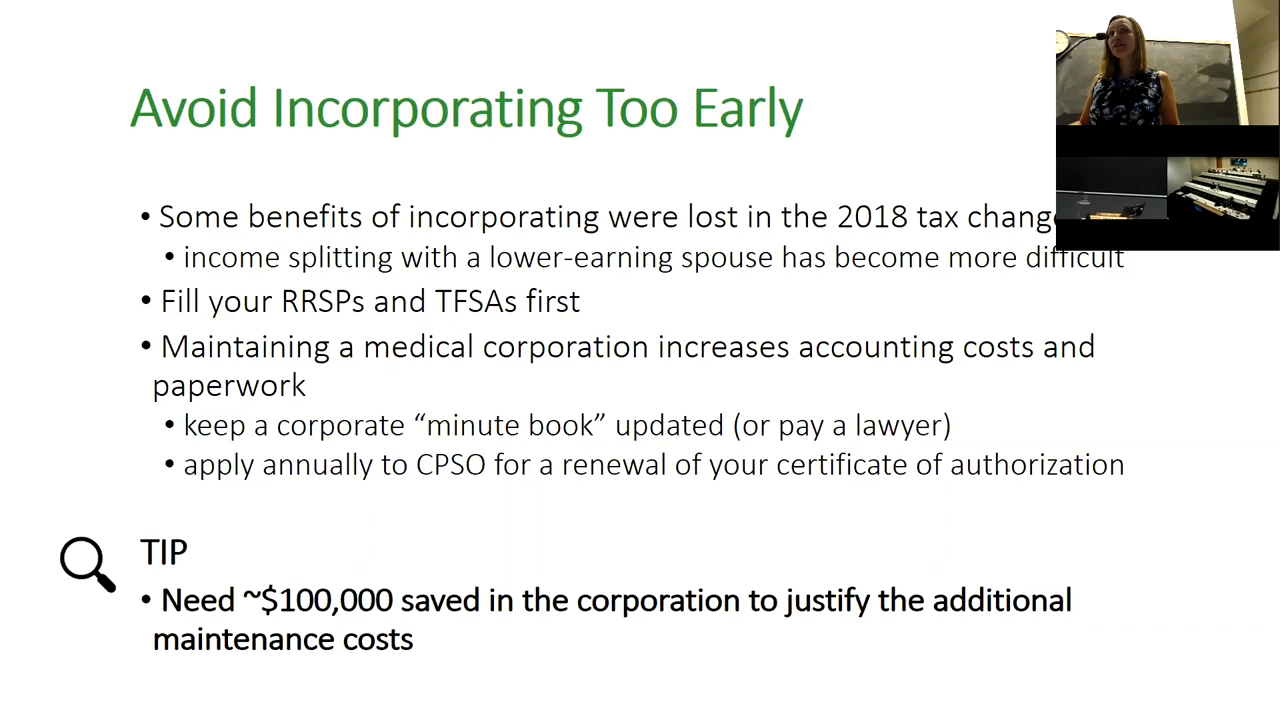 Avoid Incorporating Too Early
• Some benefits of incorporating were lost in the 2018 tax change
• income splitting with a lower-earning spouse has become more difficult
• Fill your RRSPs and TFSAs first
• Maintaining a medical corporation increases accounting costs and
paperwork
• keep a corporate “minute book” updated (or pay a lawyer)
• apply annually to CPSO for a renewal of your certificate of authorization
TIP
• Need ~$100,000 saved in the corporation to justify the additional
maintenance costs